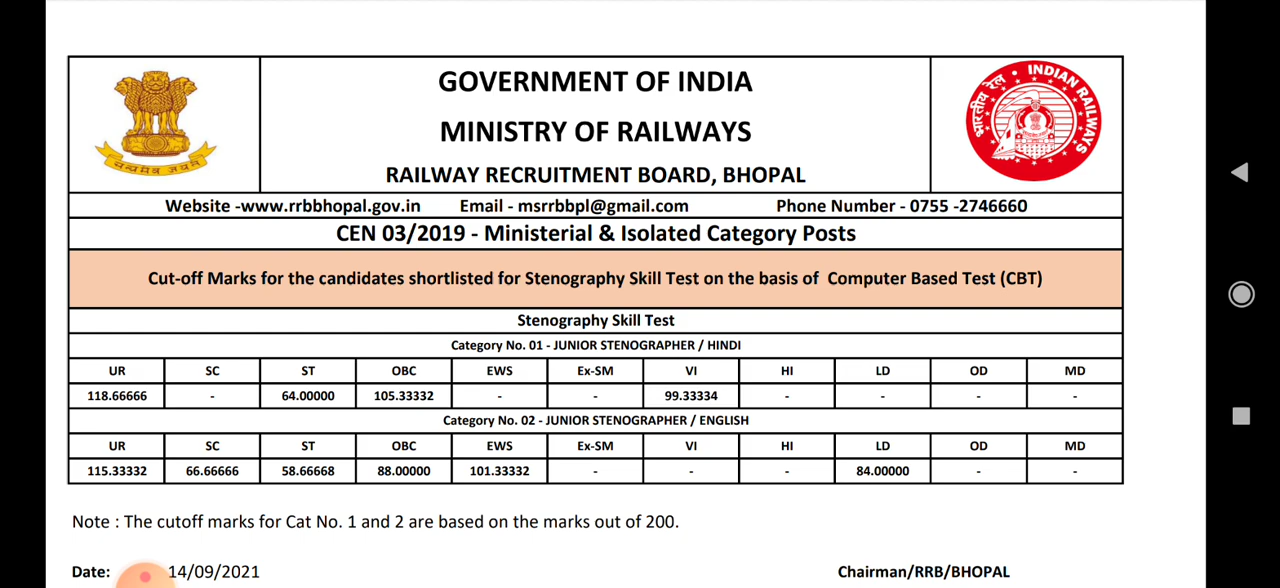 GOVERNMENT OF INDIA
MINISTRY OF RAILWAYS
RAILWAY RECRUITMENT BOARD, BHOPAL
सत्यमेव जयते
भारतीय रेल • INDIAN RAILWAYS
Website -www.rrbbhopal.gov.in Email - msrrbbpl@gmail.com Phone Number - 0755 -2746660
CEN 03/2019 - Ministerial & Isolated Category Posts
Cut-off Marks for the candidates shortlisted for Stenography Skill Test on the basis of Computer Based Test (CBT)
Stenography Skill Test
Category No. 01 - JUNIOR STENOGRAPHER / HINDI
UR SC ST OBC EWS Ex-SM VI HI LD OD MD
118.66666 - 64.00000 105.33332 - - 99.33334 - - - -
Category No. 02 - JUNIOR STENOGRAPHER / ENGLISH
UR SC ST OBC EWS Ex-SM VI HI LD OD MD
115.33332 66.66666 58.66668 88.00000 101.33332 - - - 84.00000 - -
Note : The cutoff marks for Cat No. 1 and 2 are based on the marks out of 200.
Date: 14/09/2021 Chairman/RRB/BHOPAL